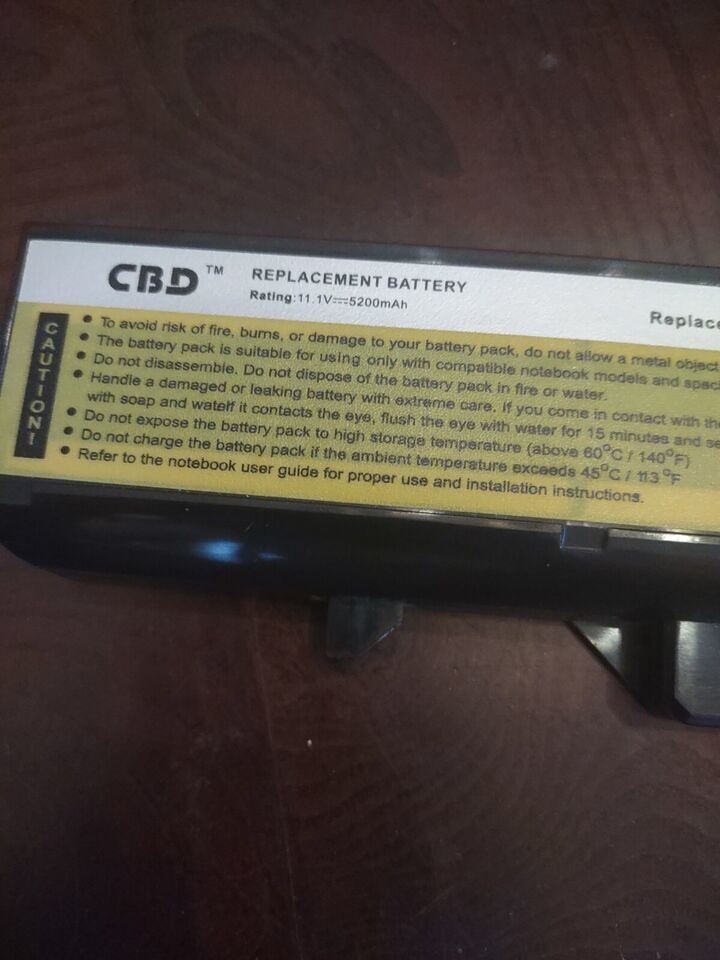 CBD™
REPLACEMENT BATTERY
Rating:11.1V⎓5200mAh
Replace
CAUTION!
• To avoid risk of fire, burns, or damage to your battery pack, do not allow a metal object
• The battery pack is suitable for using only with compatible notebook models and spec
• Do not disassemble. Do not dispose of the battery pack in fire or water.
• Handle a damaged or leaking battery with extreme care. If you come in contact with the
with soap and waterIf it contacts the eye, flush the eye with water for 15 minutes and se
• Do not expose the battery pack to high storage temperature (above 60°C / 140°F)
• Do not charge the battery pack if the ambient temperature exceeds 45°C / 113°F
• Refer to the notebook user guide for proper use and installation instructions.